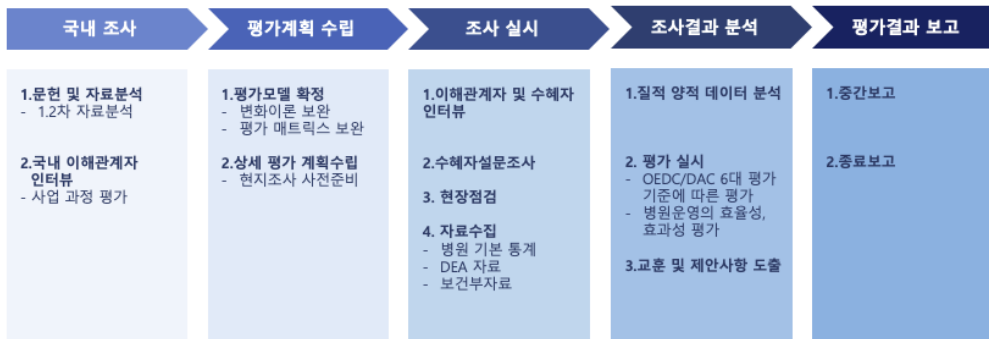 국내 조사
평가계획 수립
조사 실시
조사결과 분석
평가결과 보고
1.문헌 및 자료분석
- 1.2차 자료분석
2.국내 이해관계자
인터뷰
- 사업 과정 평가
1.평가모델 확정
- 변화이론 보완
- 평가 매트릭스 보완
2.상세 평가 계획수립
- 현지조사 사전준비
1.이해관계자 및 수혜자
인터뷰
2.수혜자설문조사
3. 현장점검
4. 자료수집
- 병원 기본 통계
- DEA 자료
- 보건부자료
1.질적 양적 데이터 분석
2. 평가 실시
- OEDC/DAC 6대 평가
기준에 따른 평가
- 병원운영의 효율성,
효과성 평가
3.교훈 및 제안사항 도출
1.중간보고
2.종료보고